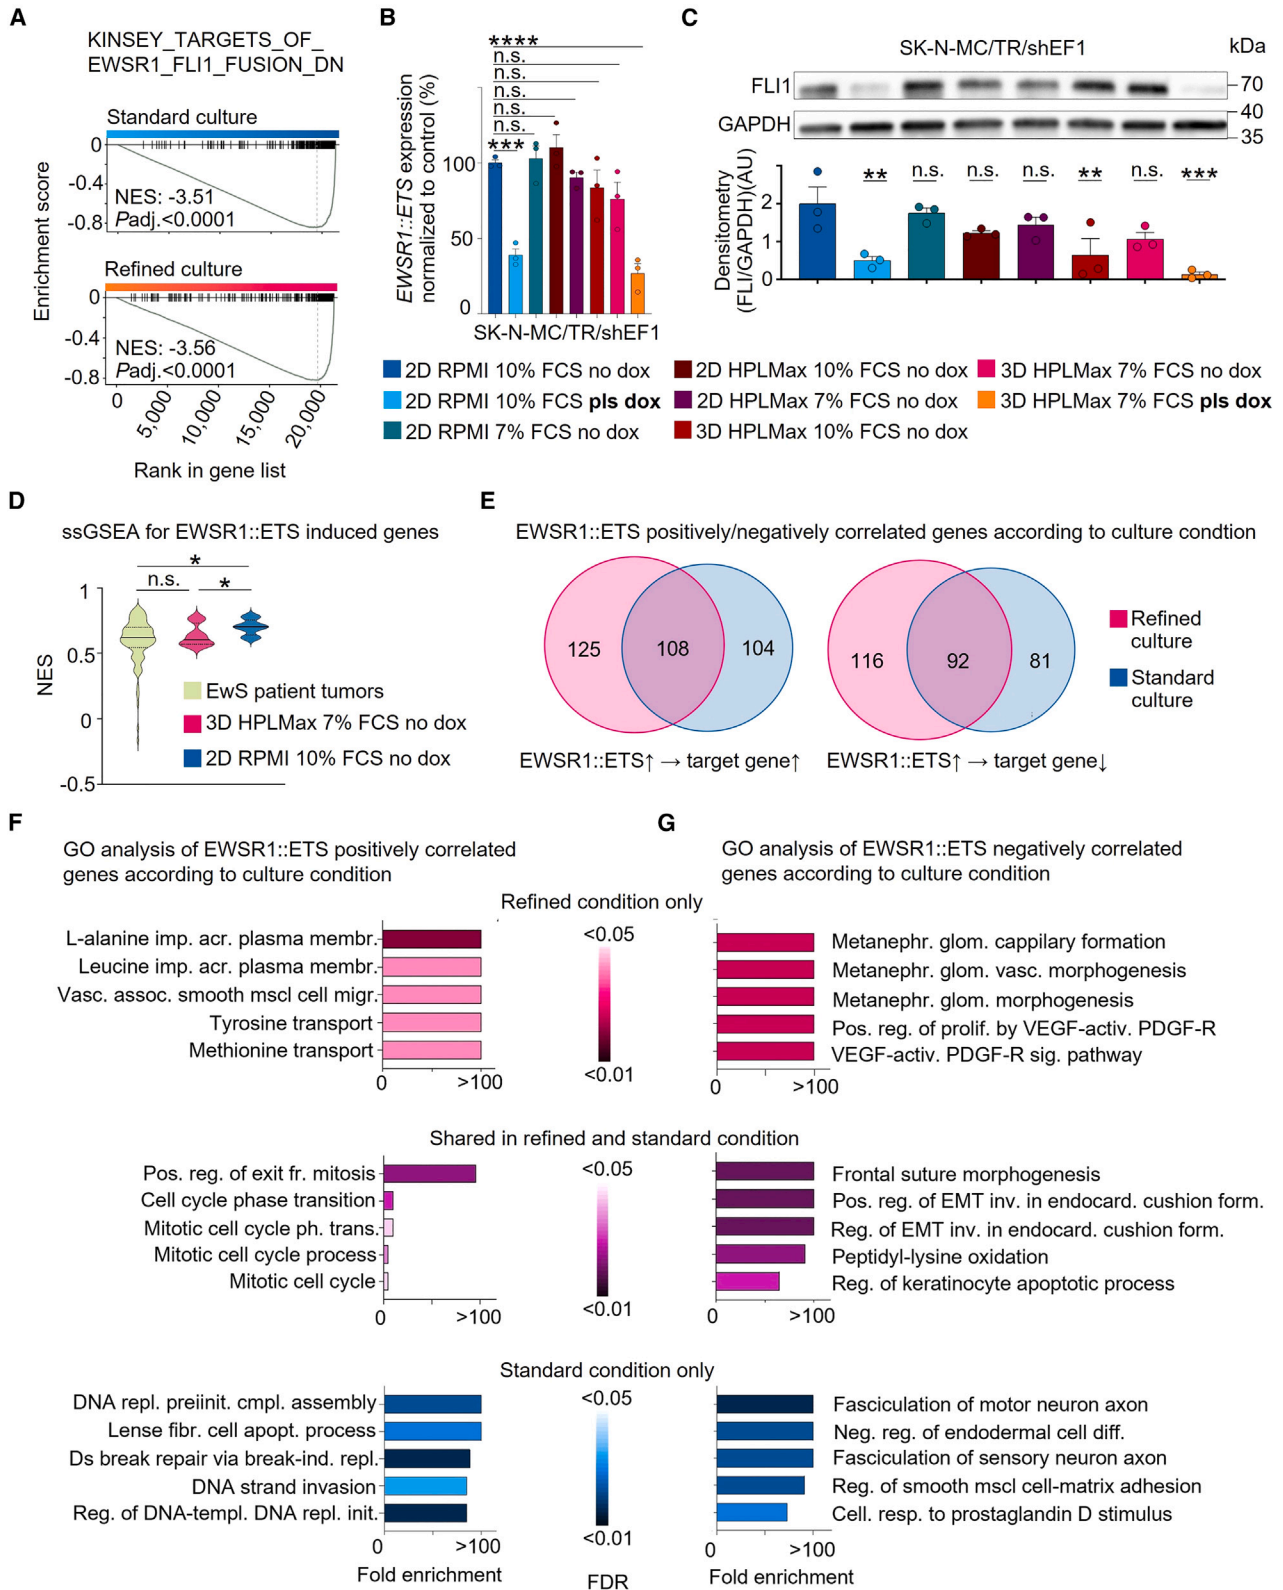 A
KINSEY_TARGETS_OF_
EWSR1_FLI1_FUSION_DN
Standard culture
0
-0.4
-0.8
NES: -3.51
Padj.<0.0001
Refined culture
0
-0.4
-0.8
NES: -3.56
Padj.<0.0001
Enrichment score
0
5,000
10,000
15,000
20,000
Rank in gene list
B
****
n.s.
n.s.
n.s.
n.s.
n.s.
***
EWSR1::ETS expression
normalized to control (%)
100
50
0
SK-N-MC/TR/shEF1
C
SK-N-MC/TR/shEF1
kDa
FLI1
70
GAPDH
40
35
Densitometry
(FLI/GAPDH)(AU)
2
1
0
**
n.s.
n.s.
n.s.
**
n.s.
***
2D RPMI 10% FCS no dox
2D RPMI 10% FCS pls dox
2D RPMI 7% FCS no dox
2D HPLMax 10% FCS no dox
2D HPLMax 7% FCS no dox
3D HPLMax 10% FCS no dox
3D HPLMax 7% FCS no dox
3D HPLMax 7% FCS pls dox
D
ssGSEA for EWSR1::ETS induced genes
*
n.s.
*
NES
1
0.5
0
-0.5
EwS patient tumors
3D HPLMax 7% FCS no dox
2D RPMI 10% FCS no dox
E
EWSR1::ETS positively/negatively correlated genes according to culture condtion
125
108
104
116
92
81
Refined
culture
Standard
culture
EWSR1::ETS↑ → target gene↑
EWSR1::ETS↑ → target gene↓
F
GO analysis of EWSR1::ETS positively correlated
genes according to culture condition
G
GO analysis of EWSR1::ETS negatively correlated
genes according to culture condition
Refined condition only
L-alanine imp. acr. plasma membr.
Leucine imp. acr. plasma membr.
Vasc. assoc. smooth mscl cell migr.
Tyrosine transport
Methionine transport
0
>100
<0.05
<0.01
Metanephr. glom. cappilary formation
Metanephr. glom. vasc. morphogenesis
Metanephr. glom. morphogenesis
Pos. reg. of prolif. by VEGF-activ. PDGF-R
VEGF-activ. PDGF-R sig. pathway
0
>100
Shared in refined and standard condition
Pos. reg. of exit fr. mitosis
Cell cycle phase transition
Mitotic cell cycle ph. trans.
Mitotic cell cycle process
Mitotic cell cycle
0
>100
<0.05
<0.01
Frontal suture morphogenesis
Pos. reg. of EMT inv. in endocard. cushion form.
Reg. of EMT inv. in endocard. cushion form.
Peptidyl-lysine oxidation
Reg. of keratinocyte apoptotic process
0
>100
Standard condition only
DNA repl. preiinit. cmpl. assembly
Lense fibr. cell apopt. process
Ds break repair via break-ind. repl.
DNA strand invasion
Reg. of DNA-templ. DNA repl. init.
0
>100
Fold enrichment
<0.05
<0.01
FDR
Fasciculation of motor neuron axon
Neg. reg. of endodermal cell diff.
Fasciculation of sensory neuron axon
Reg. of smooth mscl cell-matrix adhesion
Cell. resp. to prostaglandin D stimulus
0
>100
Fold enrichment